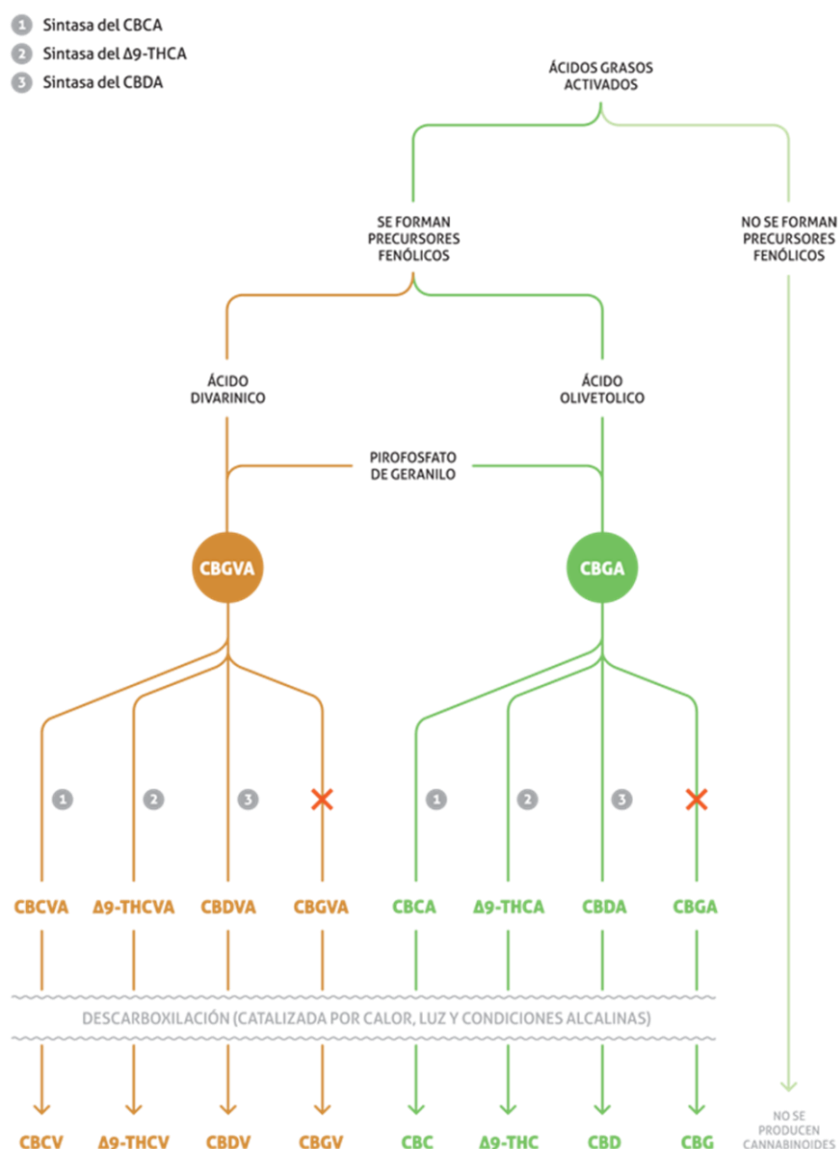 1 Sintasa del CBCA
2 Sintasa del Δ9-THCA
3 Sintasa del CBDA
ÁCIDOS GRASOS
ACTIVADOS
SE FORMAN
PRECURSORES
FENÓLICOS
NO SE FORMAN
PRECURSORES
FENÓLICOS
ÁCIDO
DIVARINICO
ÁCIDO
OLIVETOLICO
PIROFOSFATO
DE GERANILO
CBGVA
CBGA
1 2 3 1 2 3
CBCVA Δ9-THCVA CBDVA CBGVA CBCA Δ9-THCA CBDA CBGA
DESCARBOXILACIÓN (CATALIZADA POR CALOR, LUZ Y CONDICIONES ALCALINAS)
CBCV Δ9-THCV CBDV CBGV CBC Δ9-THC CBD CBG
NO SE
PRODUCEN
CANNABINOIDES